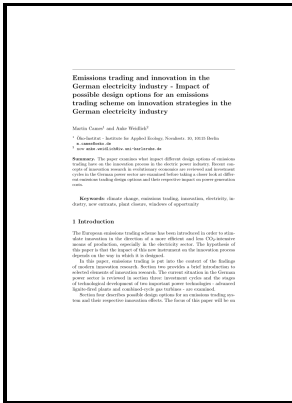 Emissions trading and innovation in the
German electricity industry - Impact of
possible design options for an emissions
trading scheme on innovation strategies in the
German electricity industry
Martin Cames¹ and Anke Weidlich²
¹ Öko-Institut - Institute for Applied Ecology, Novalisstr. 10, 10115 Berlin
m.cames@oeko.de
² www anke.weidlich@iw.uni-karlsruhe.de
Summary. The paper examines what impact different design options of emissions
trading have on the innovation process in the electric power industry. Recent con-
cepts of innovation research in evolutionary economics are reviewed and investment
cycles in the German power sector are examined before taking a closer look at differ-
ent emissions trading design options and their respective impact on power generation
costs.
Keywords: climate change, emissions trading, innovation, electricity, in-
dustry, new entrants, plant closure, windows of opportunity
1 Introduction
The European emissions trading scheme has been introduced in order to stim-
ulate innovation in the direction of a more efficient and less CO₂-intensive
means of production, especially in the electricity sector. The hypothesis of
this paper is that the impact of this new instrument on the innovation process
depends on the way in which it is designed.
In this paper, emissions trading is put into the context of the findings
of modern innovation research. Section two provides a brief introduction to
selected elements of innovation research. The current situation in the German
power sector is reviewed in section three: investment cycles and the stages
of technological development of two important power technologies - advanced
lignite-fired plants and combined-cycle gas turbines - are examined.
Section four describes possible design options for an emissions trading sys-
tem and their respective innovation effects. The focus of this paper will be on